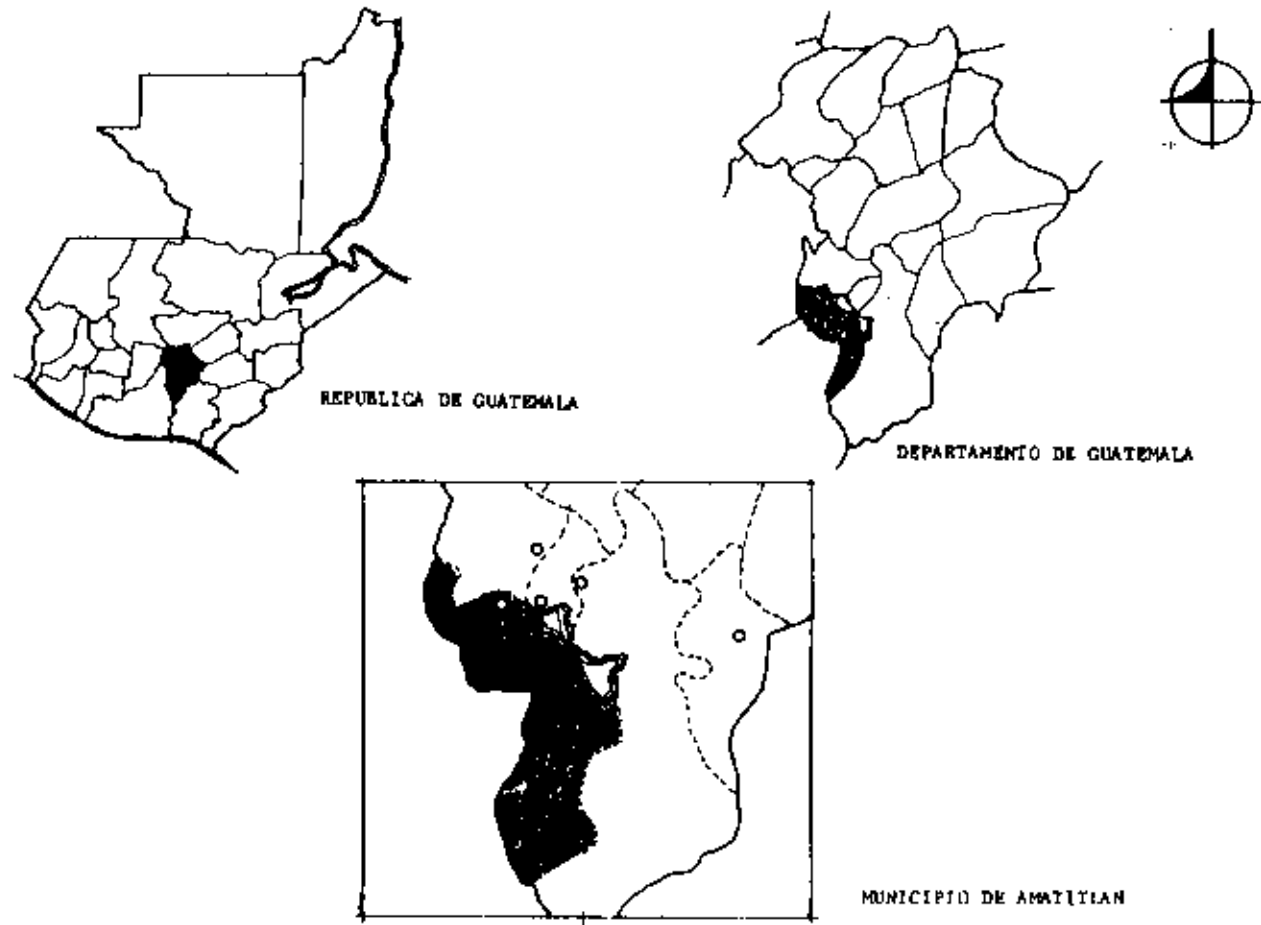 REPUBLICA DE GUATEMALA
DEPARTAMENTO DE GUATEMALA
MUNICIPIO DE AMATITLAN